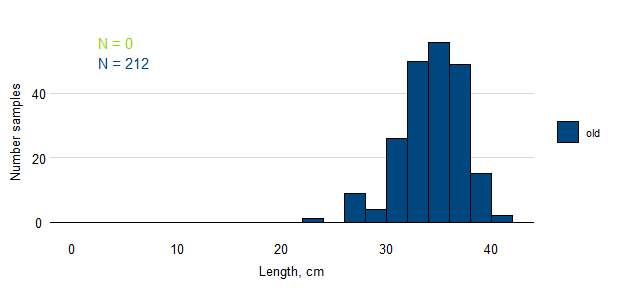 N = 0
N = 212
Number samples
40
20
0
0 10 20 30 40
Length, cm
old